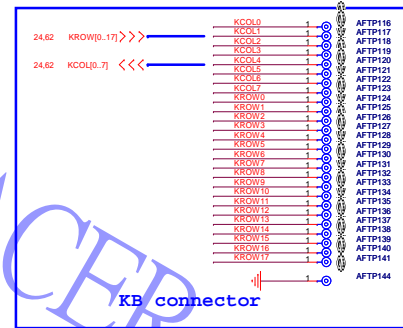 KCOL0 1 AFTP116
KCOL1 1 AFTP117
24,62 KROW[0..17]
KCOL2 1 AFTP118
KCOL3 1 AFTP119
24,62 KCOL[0..7]
KCOL4 1 AFTP120
KCOL5 1 AFTP121
KCOL6 1 AFTP122
KCOL7 1 AFTP123
KROW0 1 AFTP124
KROW1 1 AFTP125
KROW2 1 AFTP126
KROW3 1 AFTP127
KROW4 1 AFTP128
KROW5 1 AFTP129
KROW6 1 AFTP130
KROW7 1 AFTP131
KROW8 1 AFTP132
KROW9 1 AFTP133
KROW10 1 AFTP134
KROW11 1 AFTP135
KROW12 1 AFTP136
KROW13 1 AFTP137
KROW14 1 AFTP138
KROW15 1 AFTP139
KROW16 1 AFTP140
KROW17 1 AFTP141
1 AFTP144
KB connector